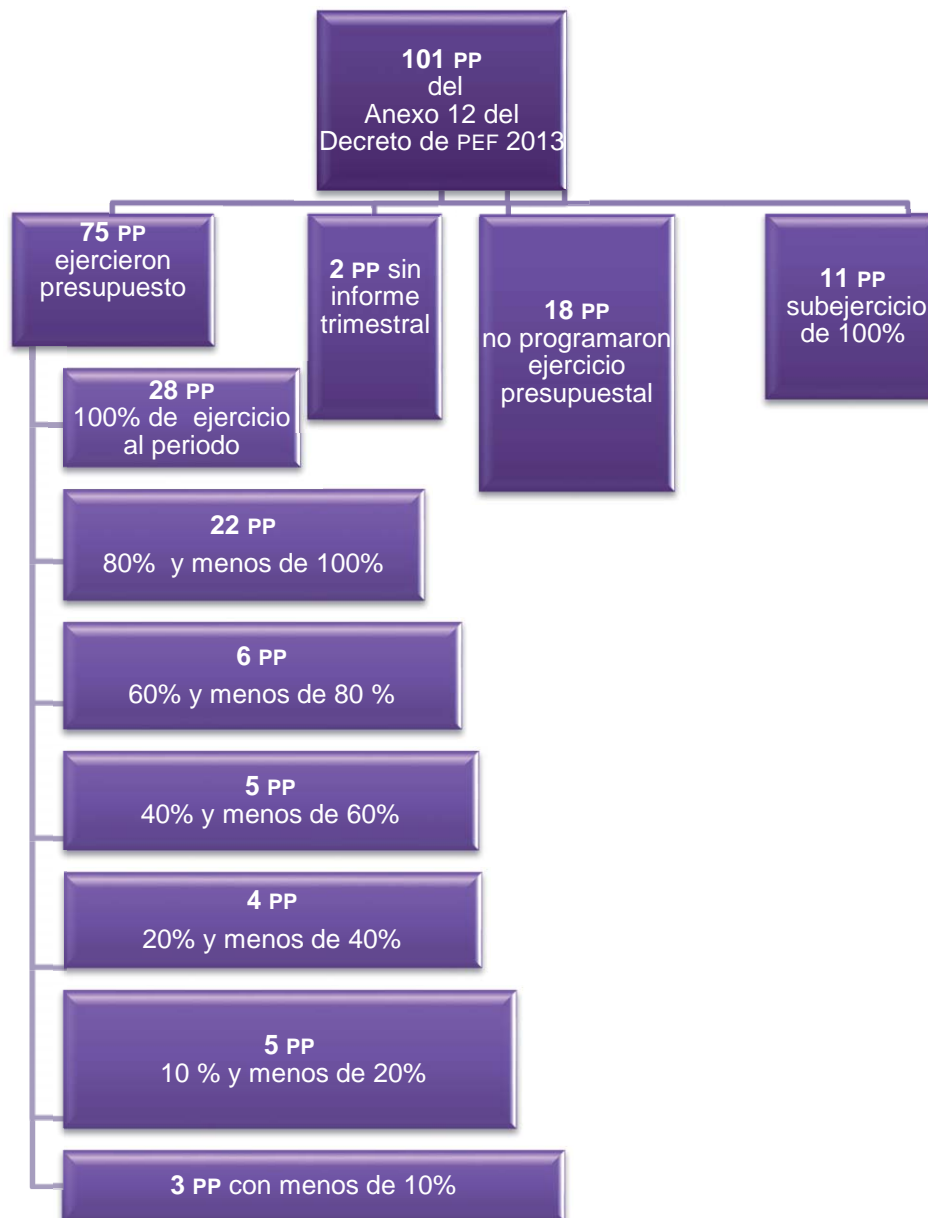 101 PP
del
Anexo 12 del
Decreto de PEF 2013
75 PP
ejercieron
presupuesto
2 PP sin
informe
trimestral
18 PP
no programaron
ejercicio
presupuestal
11 PP
subejercicio
de 100%
28 PP
100% de ejercicio
al periodo
22 PP
80% y menos de 100%
6 PP
60% y menos de 80 %
5 PP
40% y menos de 60%
4 PP
20% y menos de 40%
5 PP
10 % y menos de 20%
3 PP con menos de 10%